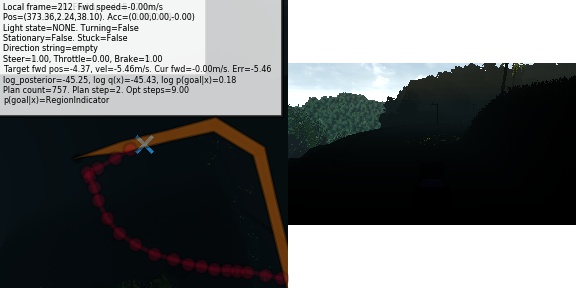 Local frame=212. Fwd speed=-0.00m/s
Pos=(373.36,2.24,38.10). Acc=(0.00,0.00,-0.00)
Light state=NONE. Turning=False
Stationary=False. Stuck=False
Direction string=empty
Steer=1.00, Throttle=0.00, Brake=1.00
Target fwd pos=-4.37, vel=-5.46m/s. Cur fwd=-0.00m/s. Err=-5.46
log_posterior=-45.25, log q(x)=-45.43, log p(goal|x)=0.18
Plan count=757. Plan step=2. Opt steps=9.00
p(goal|x)=RegionIndicator